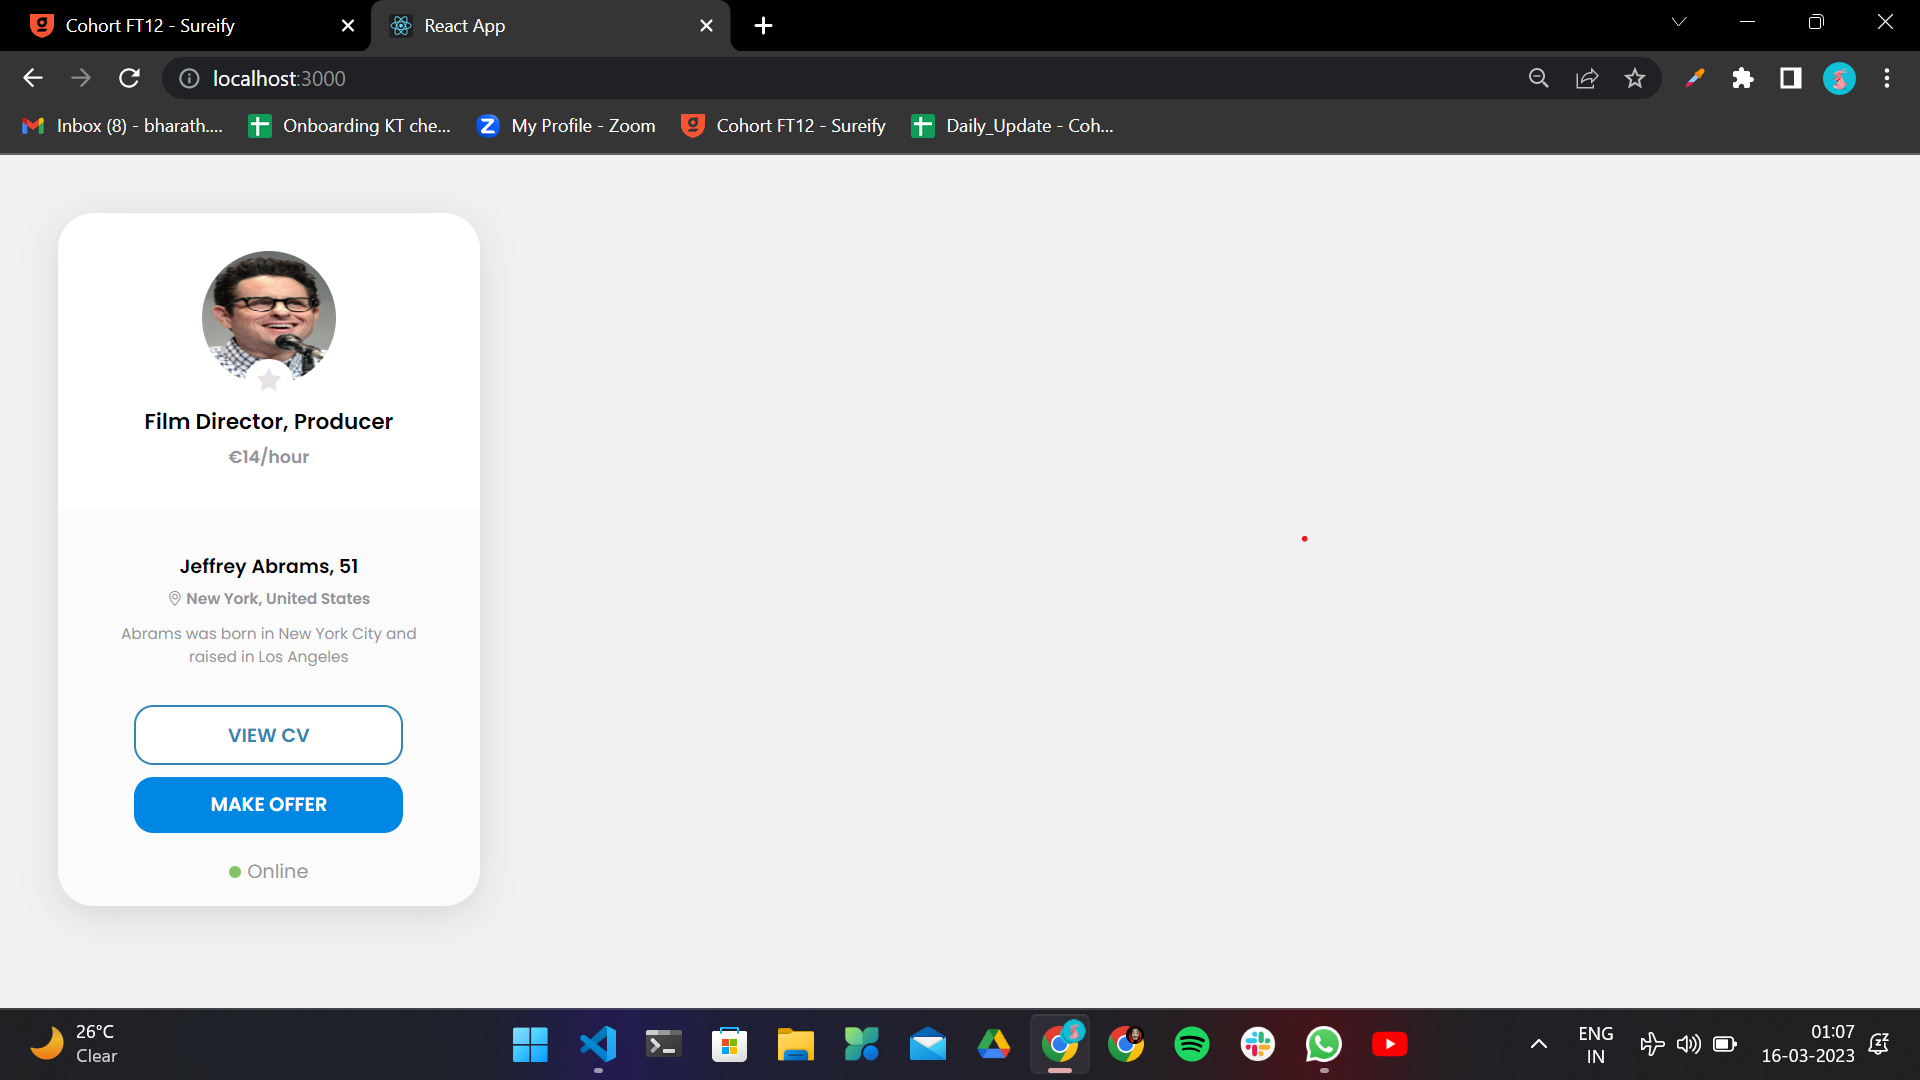 Cohort FT12 - Sureify
React App
localhost:3000
Inbox (8) - bharath....
Onboarding KT che...
My Profile - Zoom
Cohort FT12 - Sureify
Daily_Update - Coh...
Film Director, Producer
€14/hour
Jeffrey Abrams, 51
New York, United States
Abrams was born in New York City and
raised in Los Angeles
VIEW CV
MAKE OFFER
Online
26°C
Clear
ENG
IN
01:07
16-03-2023